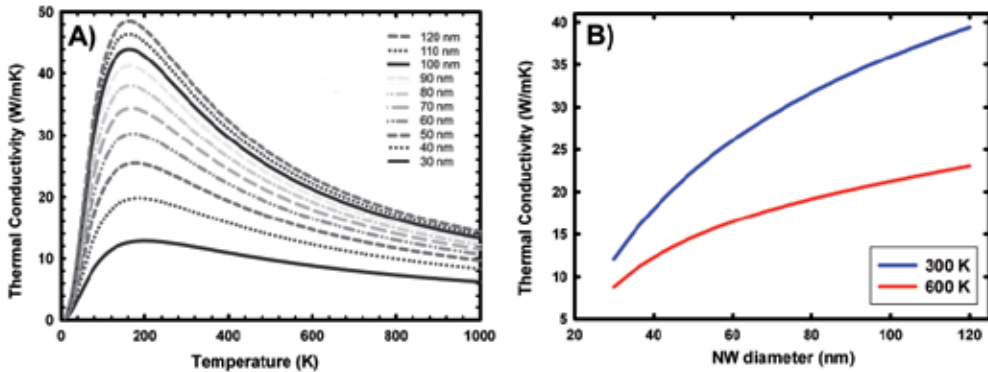 A)
Thermal Conductivity (W/mK)
50
40
30
20
10
0
0 200 400 600 800 1000
Temperature (K)
120 nm
110 nm
100 nm
90 nm
80 nm
70 nm
60 nm
50 nm
40 nm
30 nm
B)
Thermal Conductivity (W/mK)
40
35
30
25
20
15
10
5
20 40 60 80 100 120
NW diameter (nm)
300 K
600 K